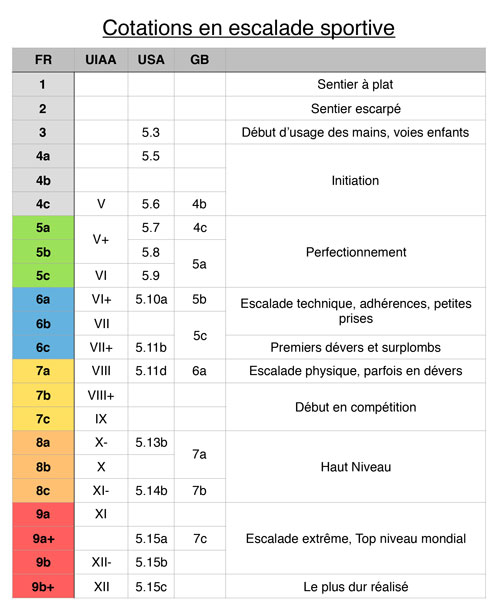 Cotations en escalade sportive
FR UIAA USA GB
1 Sentier à plat
2 Sentier escarpé
3 5.3 Début d'usage des mains, voies enfants
4a 5.5
4b Initiation
4c V 5.6 4b
5a V+ 5.7 4c
5b 5.8 5a Perfectionnement
5c VI 5.9
6a VI+ 5.10a 5b Escalade technique, adhérences, petites
6b VII 5c prises
6c VII+ 5.11b Premiers dévers et surplombs
7a VIII 5.11d 6a Escalade physique, parfois en dévers
7b VIII+ Début en compétition
7c IX
8a X- 5.13b 7a
8b X Haut Niveau
8c XI- 5.14b 7b
9a XI
9a+ 5.15a 7c Escalade extrême, Top niveau mondial
9b XII- 5.15b
9b+ XII 5.15c Le plus dur réalisé